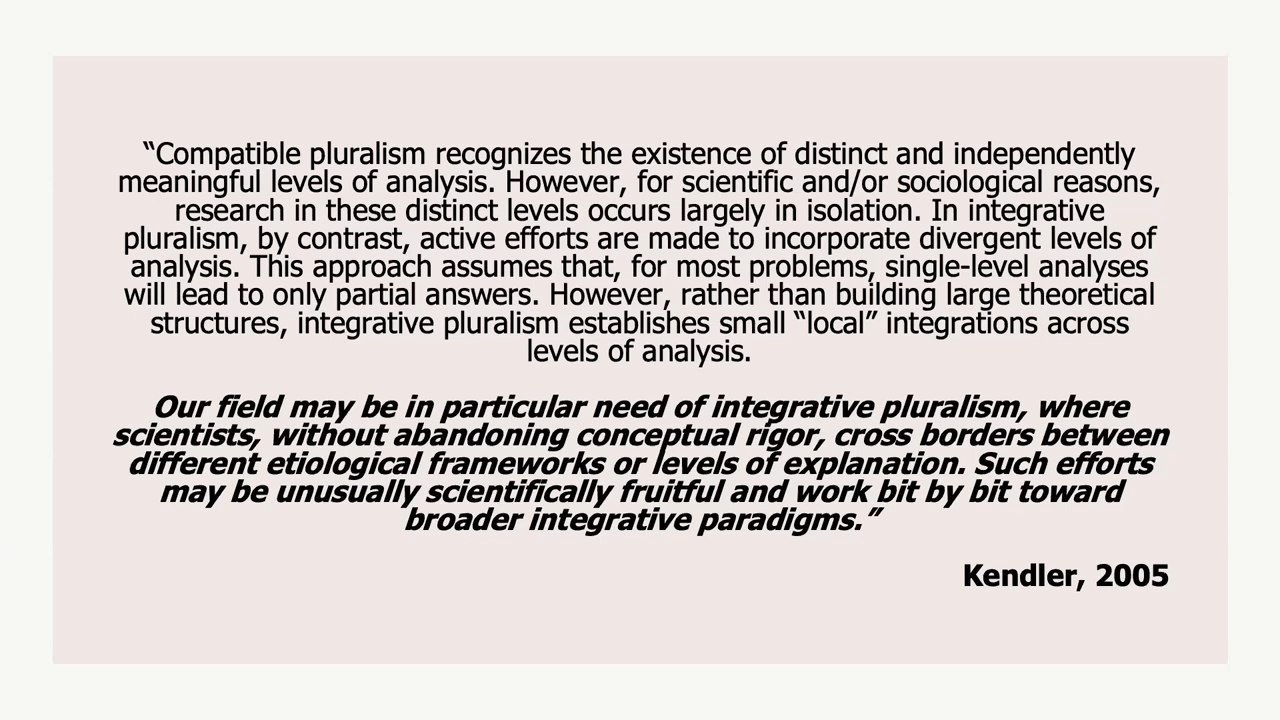 “Compatible pluralism recognizes the existence of distinct and independently
meaningful levels of analysis. However, for scientific and/or sociological reasons,
research in these distinct levels occurs largely in isolation. In integrative
pluralism, by contrast, active efforts are made to incorporate divergent levels of
analysis. This approach assumes that, for most problems, single-level analyses
will lead to only partial answers. However, rather than building large theoretical
structures, integrative pluralism establishes small “local” integrations across
levels of analysis.
Our field may be in particular need of integrative pluralism, where
scientists, without abandoning conceptual rigor, cross borders between
different etiological frameworks or levels of explanation. Such efforts
may be unusually scientifically fruitful and work bit by bit toward
broader integrative paradigms.”
Kendler, 2005